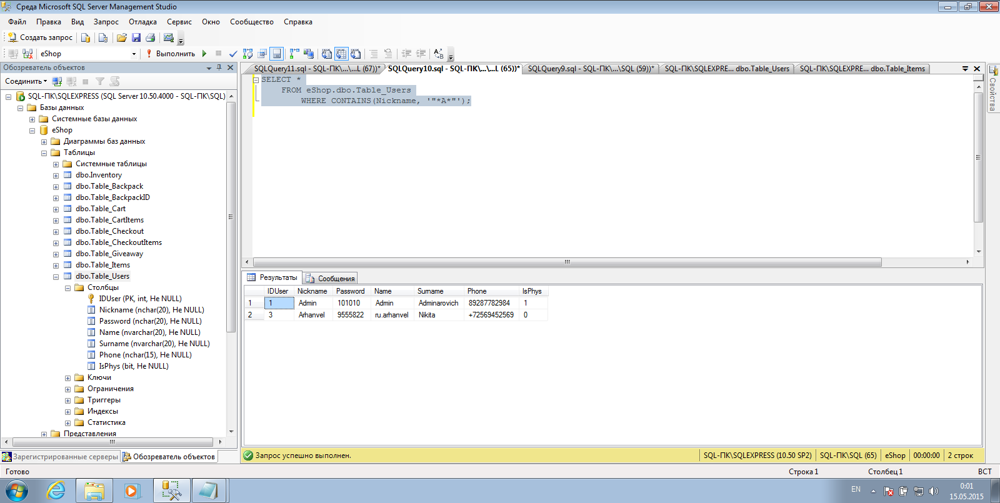 Среда Microsoft SQL Server Management Studio
Файл Правка Вид Запрос Отладка Сервис Окно Сообщество Справка
Создать запрос
eShop Выполнить
Обозреватель объектов
Соединить
SQL-ПК\SQLEXPRESS (SQL Server 10.50.4000 - SQL-ПК\SQL)
Базы данных
Системные базы данных
eShop
Диаграммы баз данных
Таблицы
Системные таблицы
dbo.Inventory
dbo.Table_Backpack
dbo.Table_BackpackID
dbo.Table_Cart
dbo.Table_CartItems
dbo.Table_Checkout
dbo.Table_CheckoutItems
dbo.Table_Giveaway
dbo.Table_Items
dbo.Table_Users
Столбцы
IDUser (PK, int, Не NULL)
Nickname (nchar(20), Не NULL)
Password (nchar(20), Не NULL)
Name (nvarchar(20), Не NULL)
Surname (nvarchar(20), Не NULL)
Phone (nchar(15), Не NULL)
IsPhys (bit, Не NULL)
Ключи
Ограничения
Триггеры
Индексы
Статистика
Представления
Зарегистрированные серверы Обозреватель объектов
SQLQuery11.sql - SQL-ПК\...\...L (67))* SQLQuery10.sql - SQL-ПК\...\...L (65))* SQLQuery9.sql - SQL-ПК\...\SQL (59))* SQL-ПК\SQLEXPRE... dbo.Table_Users SQL-ПК\SQLEXPRE... dbo.Table_Items
SELECT *
FROM eShop.dbo.Table_Users
WHERE CONTAINS(Nickname, '"*A*"');
Свойства
Результаты Сообщения
IDUser Nickname Password Name Surname Phone IsPhys
1 1 Admin 101010 Admin Adminarovich 89287782984 1
2 3 Arhanvel 9555822 ru.arhanvel Nikita +72569452569 0
Запрос успешно выполнен. SQL-ПК\SQLEXPRESS (10.50 SP2) SQL-ПК\SQL (65) eShop 00:00:00 2 строк
Готово Строка 1 Столбец 1 ВСТ
EN 0:01
15.05.2015